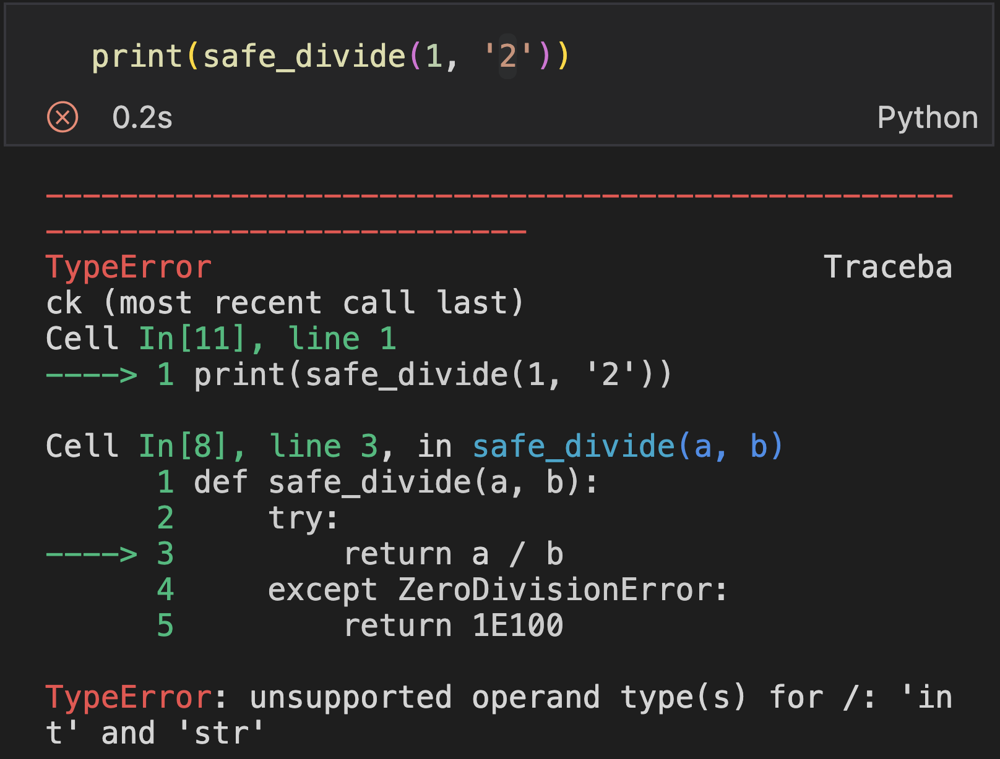 print(safe_divide(1, '2'))
0.2s Python
-------------------------------------------------
--------------------------
TypeError                                 Traceba
ck (most recent call last)
Cell In[11], line 1
----> 1 print(safe_divide(1, '2'))
Cell In[8], line 3, in safe_divide(a, b)
      1 def safe_divide(a, b):
      2     try:
----> 3         return a / b
      4     except ZeroDivisionError:
      5         return 1E100
TypeError: unsupported operand type(s) for /: 'in
t' and 'str'